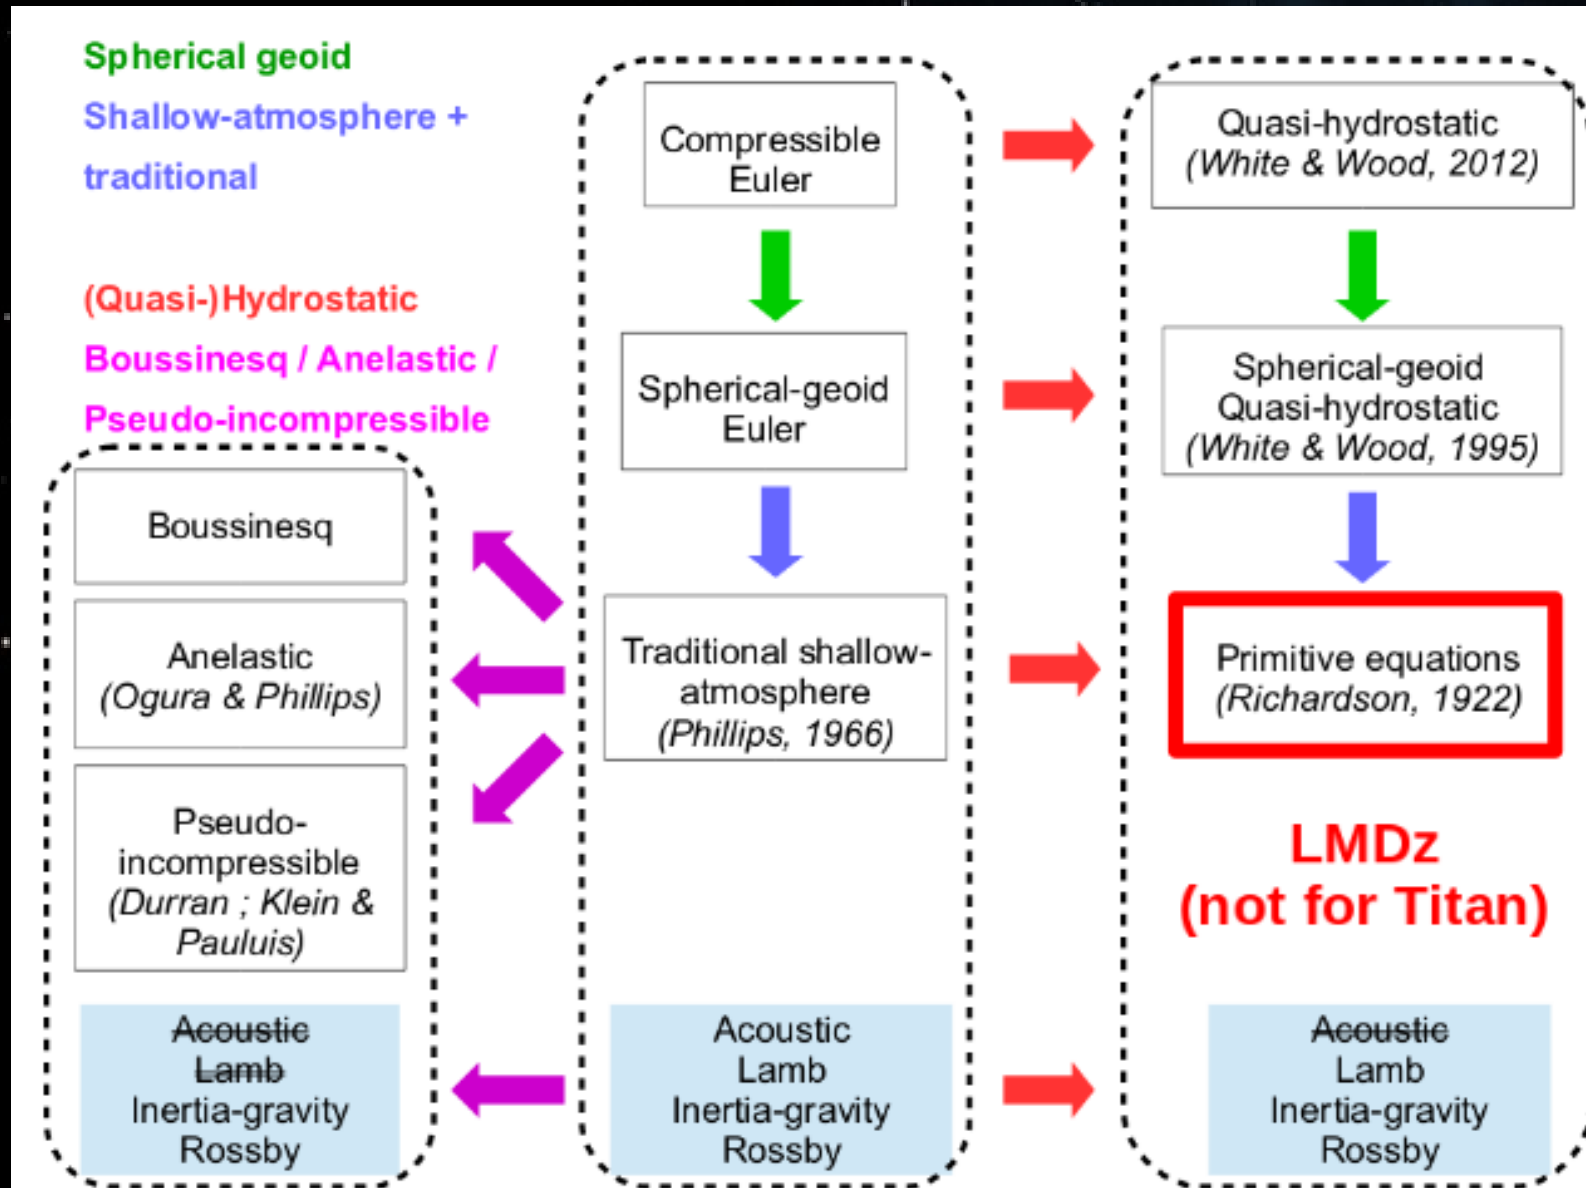 Spherical geoid
Shallow-atmosphere +
traditional
(Quasi-)Hydrostatic
Boussinesq / Anelastic /
Pseudo-incompressible
Boussinesq
Anelastic
(Ogura & Phillips)
Pseudo-
incompressible
(Durran ; Klein &
Pauluis)
Acoustic
Lamb
Inertia-gravity
Rossby
Compressible
Euler
Spherical-geoid
Euler
Traditional shallow-
atmosphere
(Phillips, 1966)
Acoustic
Lamb
Inertia-gravity
Rossby
Quasi-hydrostatic
(White & Wood, 2012)
Spherical-geoid
Quasi-hydrostatic
(White & Wood, 1995)
Primitive equations
(Richardson, 1922)
LMDz
(not for Titan)
Acoustic
Lamb
Inertia-gravity
Rossby